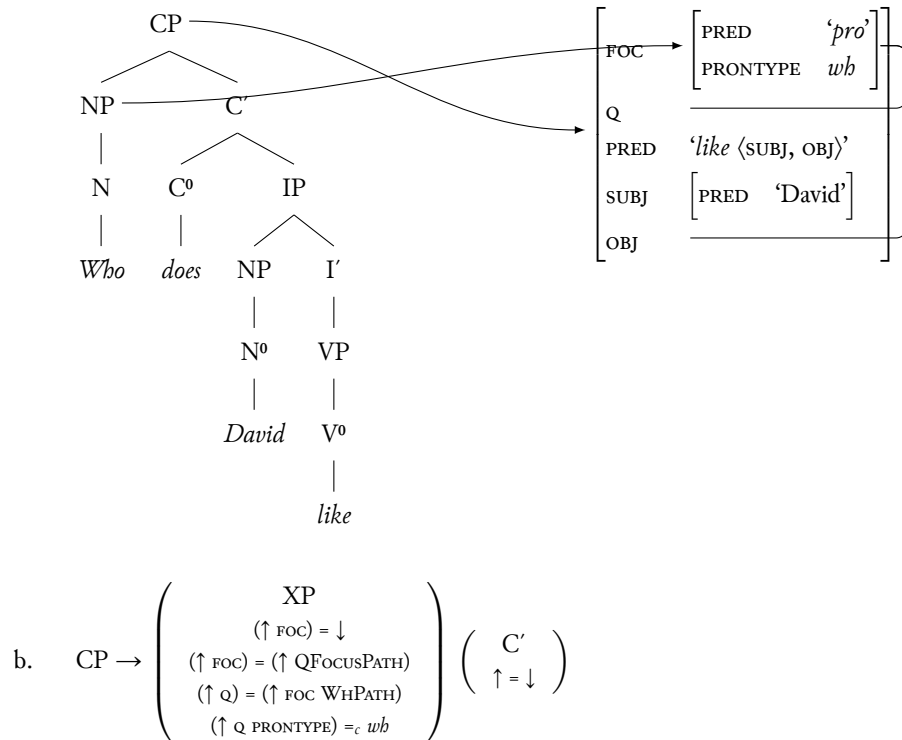 CP
FOC PRED 'pro'
PRONTYPE wh
NP C′
Q
PRED 'like ⟨SUBJ, OBJ⟩'
N C⁰ IP
SUBJ PRED 'David'
OBJ
Who does NP I′
N⁰ VP
David V⁰
like
XP
(↑ FOC) = ↓
(↑ FOC) = (↑ QFOCUSPATH)
b. CP → C′
(↑ Q) = (↑ FOC WHPATH)
↑ = ↓
(↑ Q PRONTYPE) =c wh